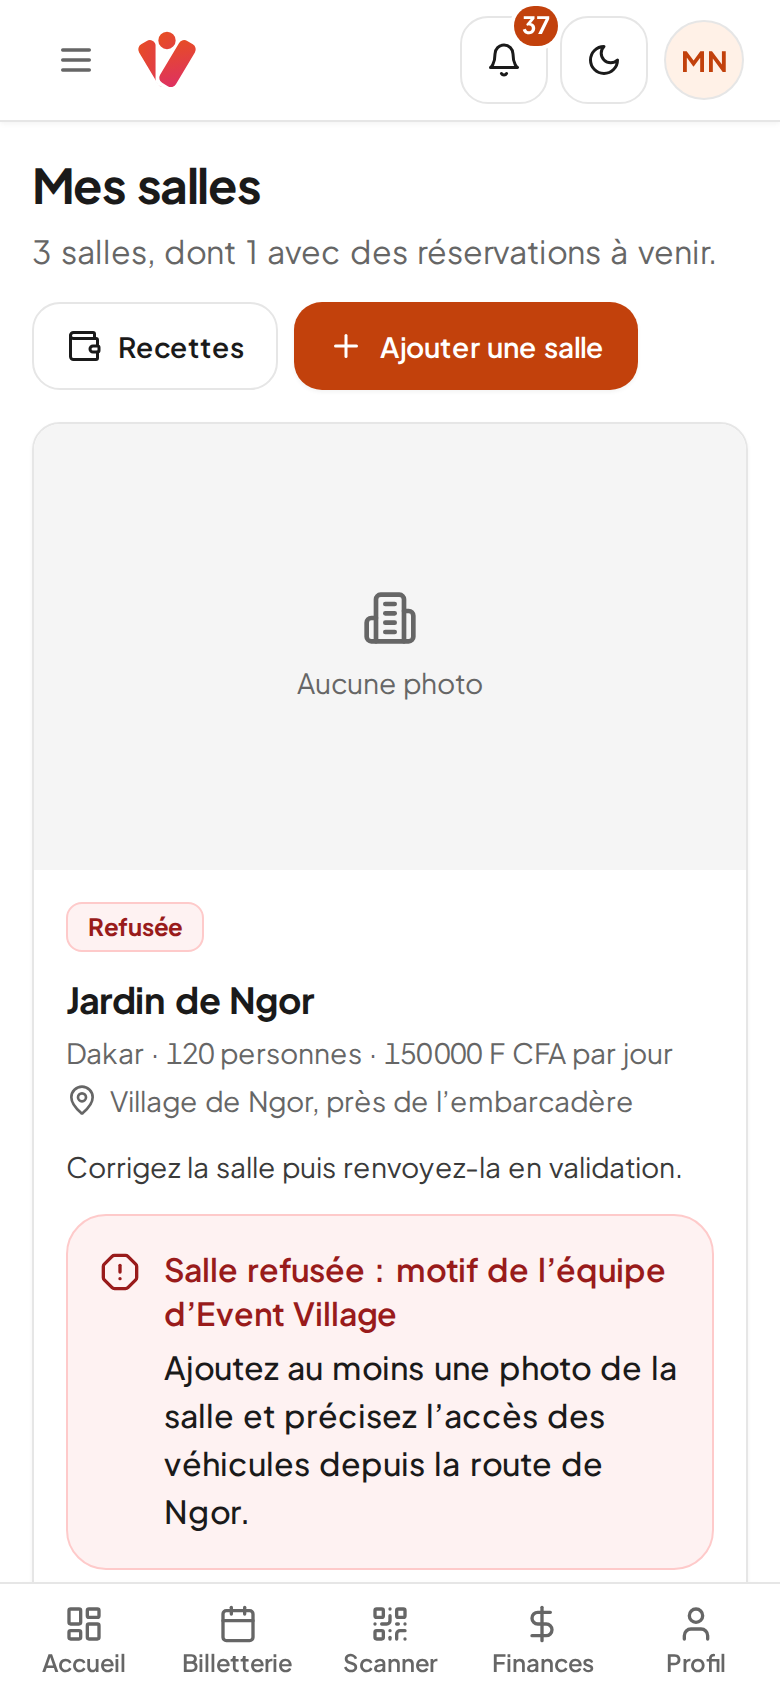 37
MN
Mes salles
3 salles, dont 1 avec des réservations à venir.
Recettes
Ajouter une salle
Aucune photo
Refusée
Jardin de Ngor
Dakar · 120 personnes · 150000 F CFA par jour
Village de Ngor, près de l’embarcadère
Corrigez la salle puis renvoyez-la en validation.
Salle refusée : motif de l’équipe
d’Event Village
Ajoutez au moins une photo de la
salle et précisez l’accès des
véhicules depuis la route de
Ngor.
Accueil
Billetterie
Scanner
Finances
Profil